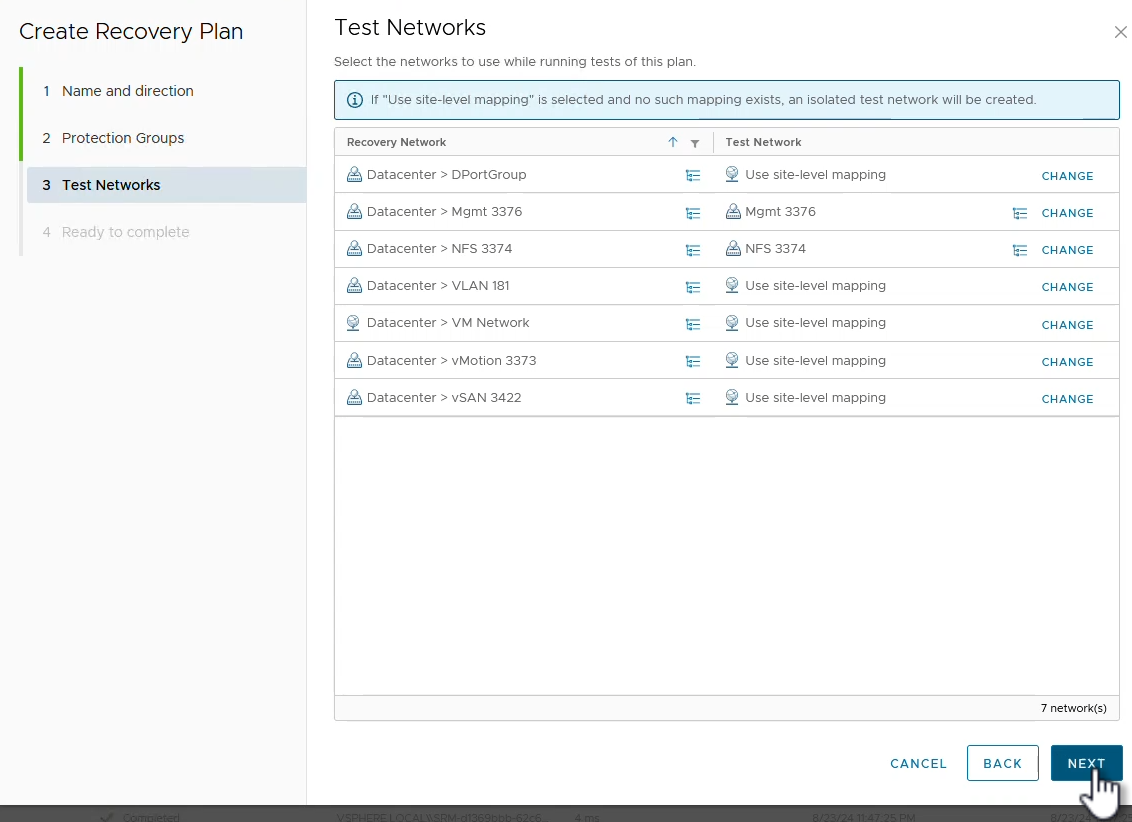 Create Recovery Plan
1 Name and direction
2 Protection Groups
3 Test Networks
4 Ready to complete
Test Networks
Select the networks to use while running tests of this plan.
If "Use site-level mapping" is selected and no such mapping exists, an isolated test network will be created.
Recovery Network Test Network
Datacenter > DPortGroup Use site-level mapping CHANGE
Datacenter > Mgmt 3376 Mgmt 3376 CHANGE
Datacenter > NFS 3374 NFS 3374 CHANGE
Datacenter > VLAN 181 Use site-level mapping CHANGE
Datacenter > VM Network Use site-level mapping CHANGE
Datacenter > vMotion 3373 Use site-level mapping CHANGE
Datacenter > vSAN 3422 Use site-level mapping CHANGE
7 network(s)
CANCEL BACK NEXT
Completed 4 ms 8/23/24 11:47:25 PM